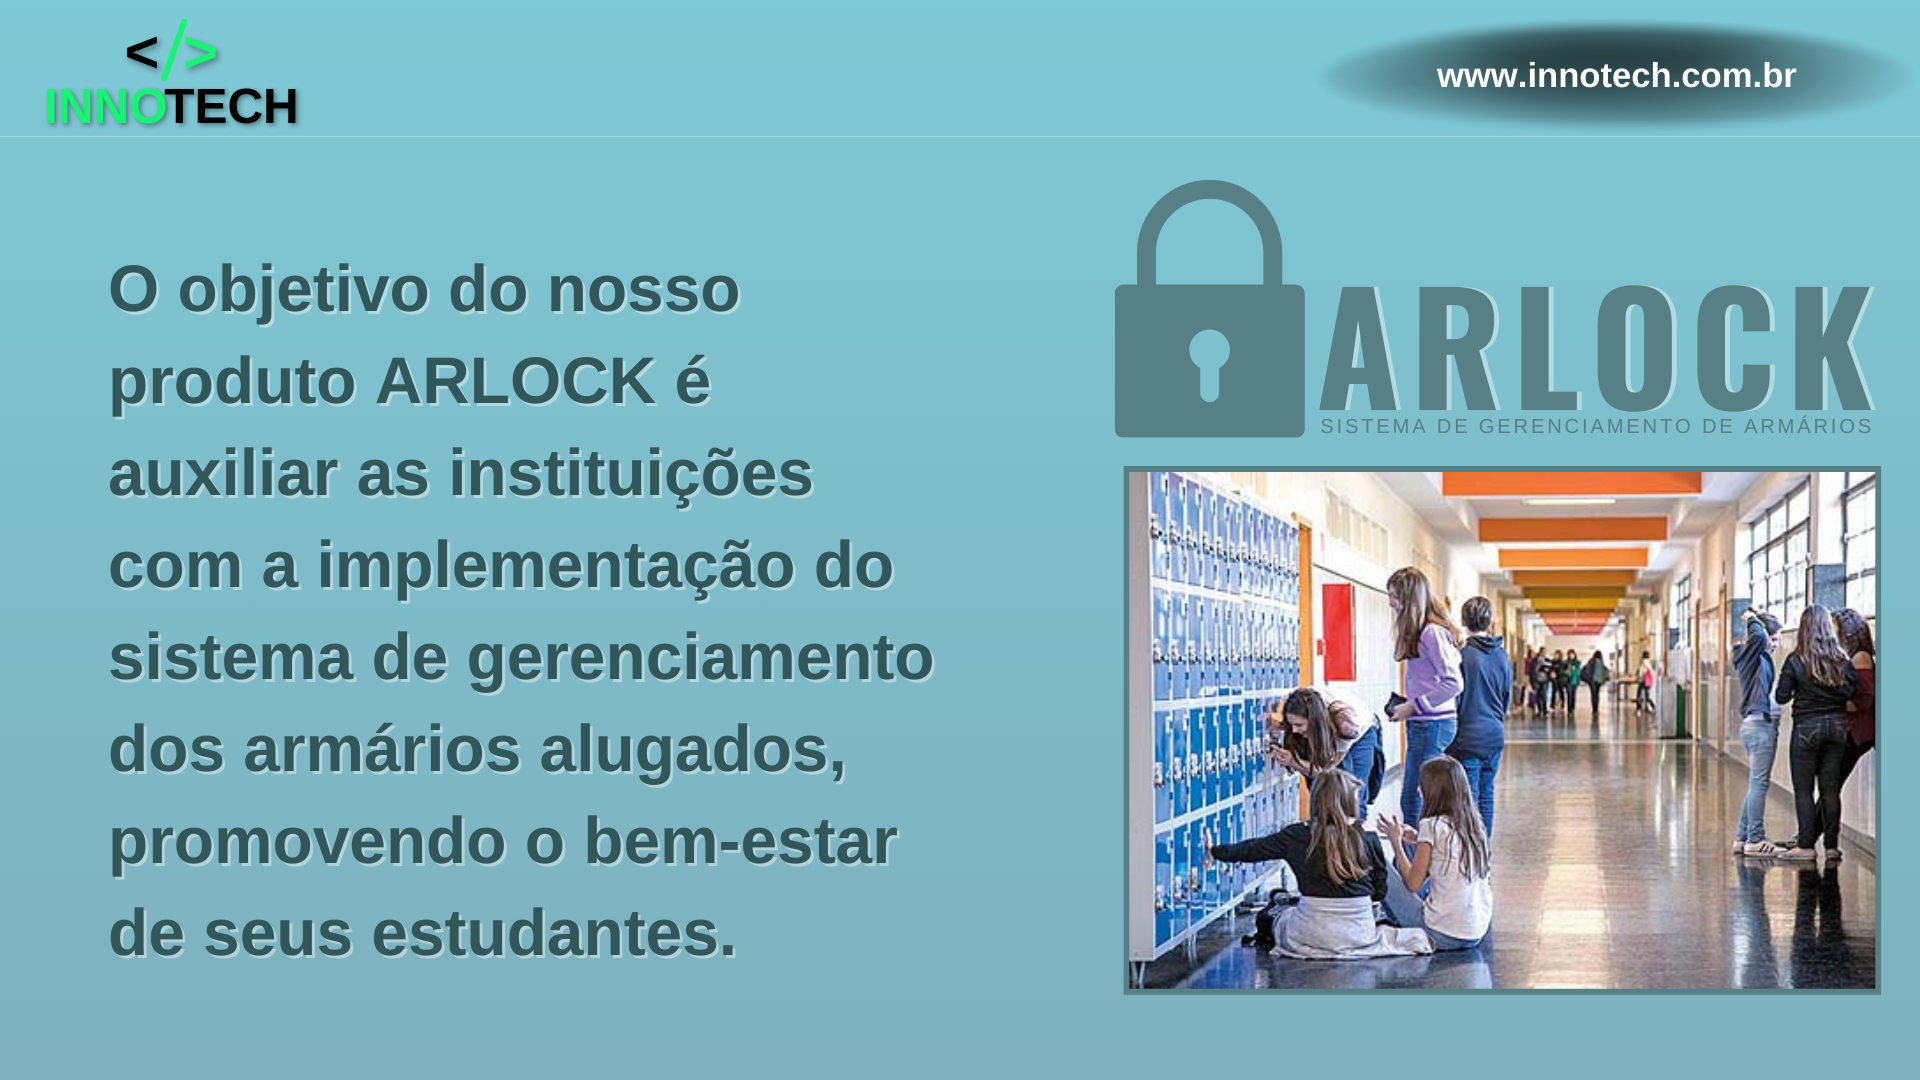 </>
INNOTECH
www.innotech.com.br
O objetivo do nosso
produto ARLOCK é
auxiliar as instituições
com a implementação do
sistema de gerenciamento
dos armários alugados,
promovendo o bem-estar
de seus estudantes.
ARLOCK
SISTEMA DE GERENCIAMENTO DE ARMÁRIOS